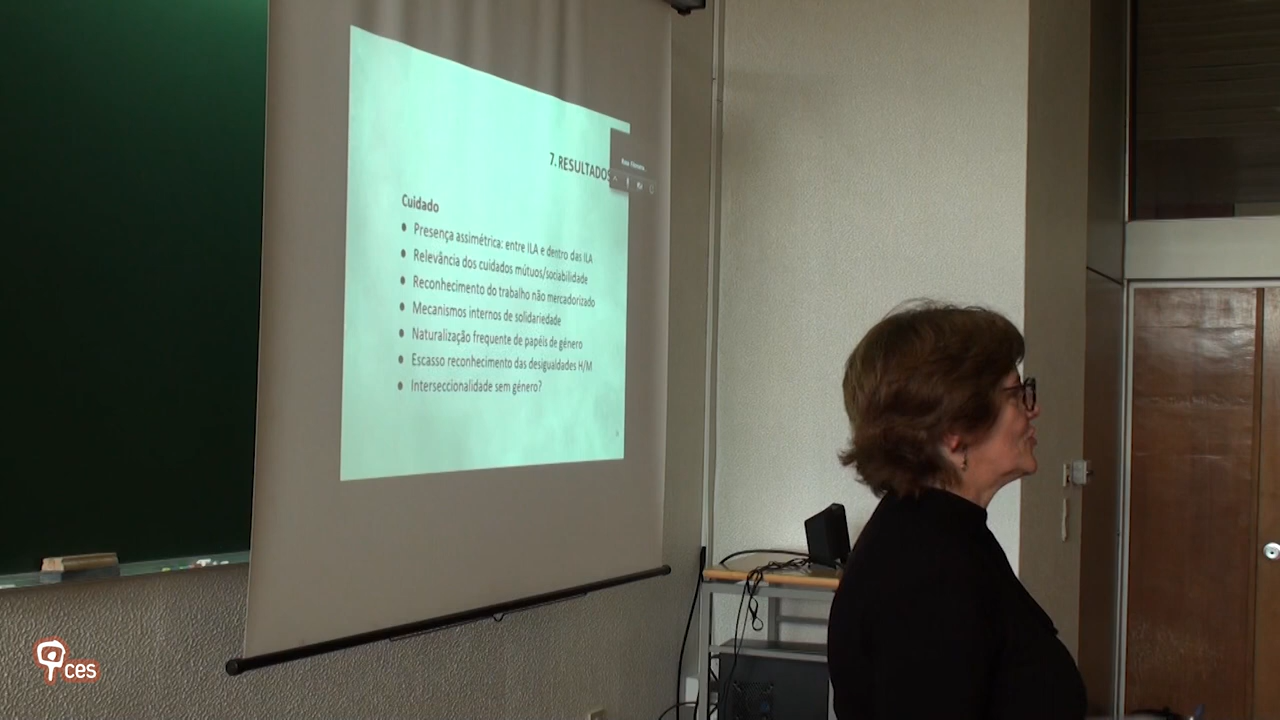 7. RESULTADOS
Cuidado
● Presença assimétrica: entre ILA e dentro das ILA
● Relevância dos cuidados mútuos/sociabilidade
● Reconhecimento do trabalho não mercadorizado
● Mecanismos internos de solidariedade
● Naturalização frequente de papéis de género
● Escasso reconhecimento das desigualdades H/M
● Interseccionalidade sem género?
ces